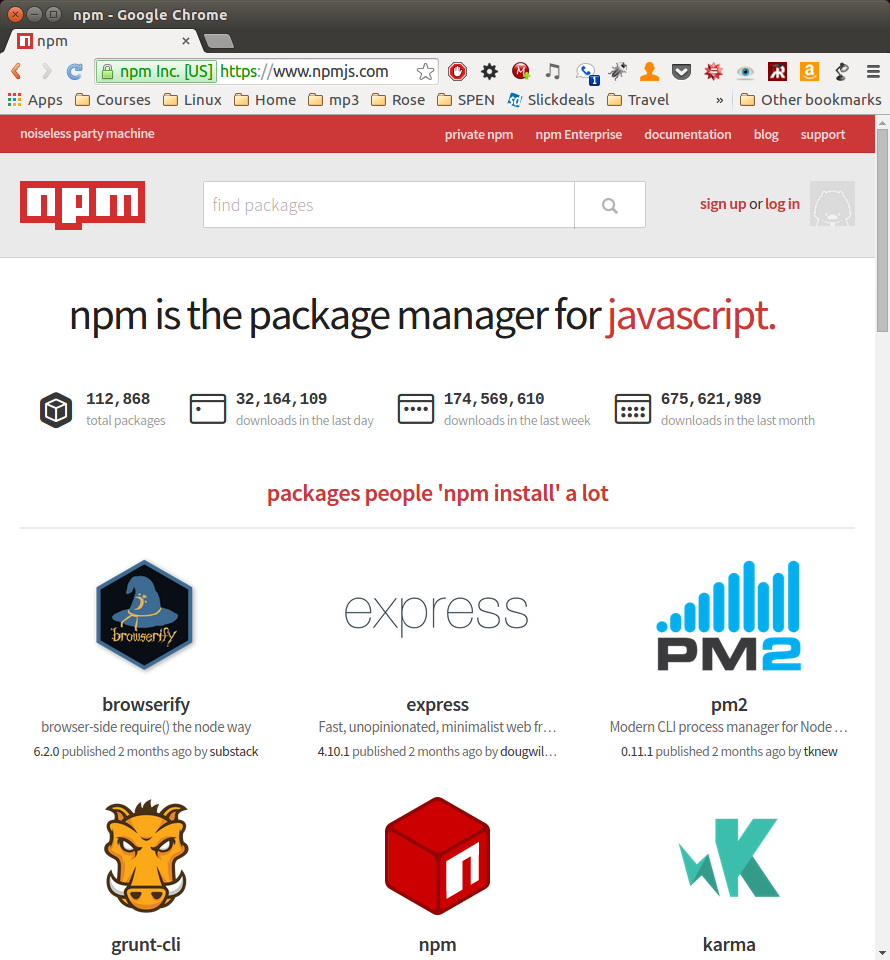 npm - Google Chrome
npm
npm Inc. [US] https://www.npmjs.com
Apps Courses Linux Home mp3 Rose SPEN Slickdeals Travel » Other bookmarks
noiseless party machine private npm npm Enterprise documentation blog support
npm find packages sign up or log in
npm is the package manager for javascript.
112,868 32,164,109 174,569,610 675,621,989
total packages downloads in the last day downloads in the last week downloads in the last month
packages people 'npm install' a lot
browserify express PM2
browserify express pm2
browser-side require() the node way Fast, unopinionated, minimalist web fr… Modern CLI process manager for Node …
6.2.0 published 2 months ago by substack 4.10.1 published 2 months ago by dougwil… 0.11.1 published 2 months ago by tknew
n K
grunt-cli npm karma